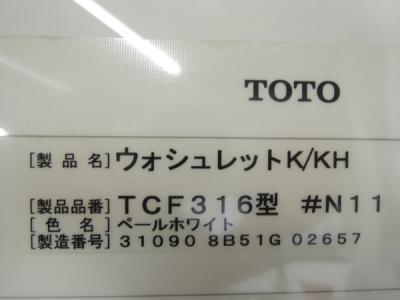 TOTO
[製品名] ウォシュレットK/KH
[製品品番] TCF316型 #N11
[色] ペールホワイト
[製造番号] 31090 8B51G 02657